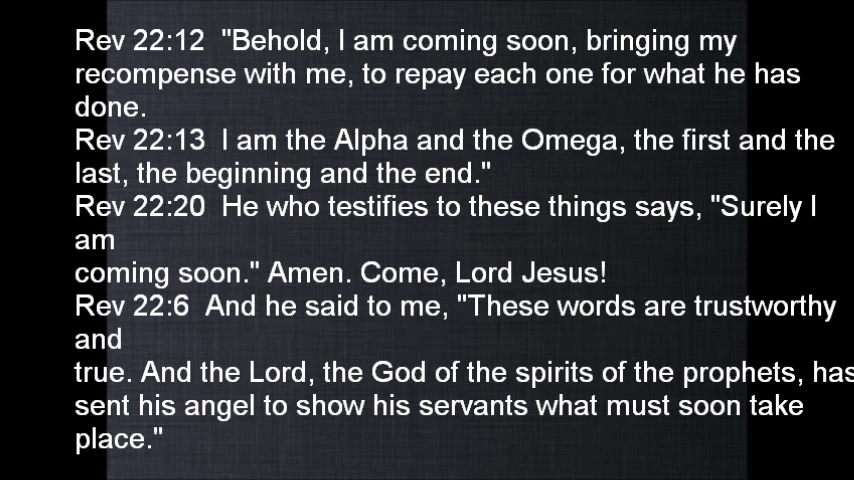 Rev 22:12  "Behold, I am coming soon, bringing my
recompense with me, to repay each one for what he has
done.
Rev 22:13  I am the Alpha and the Omega, the first and the
last, the beginning and the end."
Rev 22:20  He who testifies to these things says, "Surely I
am
coming soon." Amen. Come, Lord Jesus!
Rev 22:6  And he said to me, "These words are trustworthy
and
true. And the Lord, the God of the spirits of the prophets, has
sent his angel to show his servants what must soon take
place."